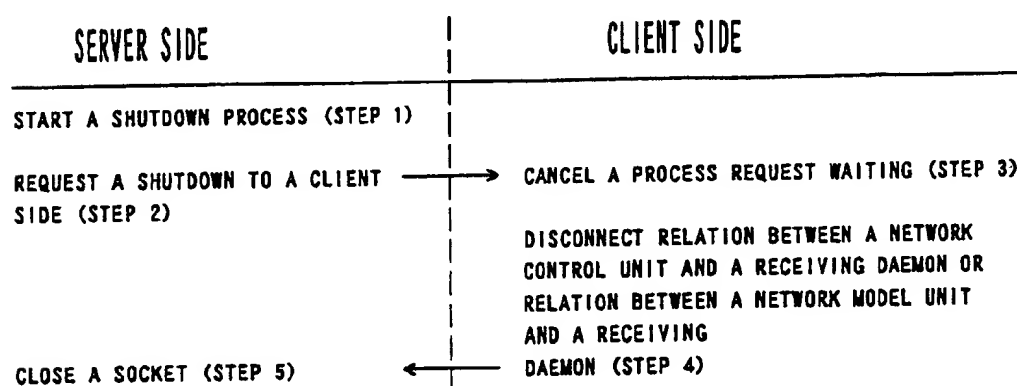 SERVER SIDE
CLIENT SIDE
START A SHUTDOWN PROCESS (STEP 1)
REQUEST A SHUTDOWN TO A CLIENT
SIDE (STEP 2)
CANCEL A PROCESS REQUEST WAITING (STEP 3)
DISCONNECT RELATION BETWEEN A NETWORK
CONTROL UNIT AND A RECEIVING DAEMON OR
RELATION BETWEEN A NETWORK MODEL UNIT
AND A RECEIVING
DAEMON (STEP 4)
CLOSE A SOCKET (STEP 5)